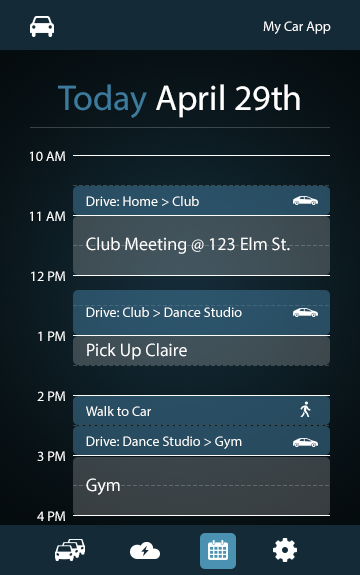 My Car App
Today April 29th
10 AM
Drive: Home > Club
11 AM
Club Meeting @ 123 Elm St.
12 PM
Drive: Club > Dance Studio
1 PM
Pick Up Claire
2 PM
Walk to Car
Drive: Dance Studio > Gym
3 PM
Gym
4 PM